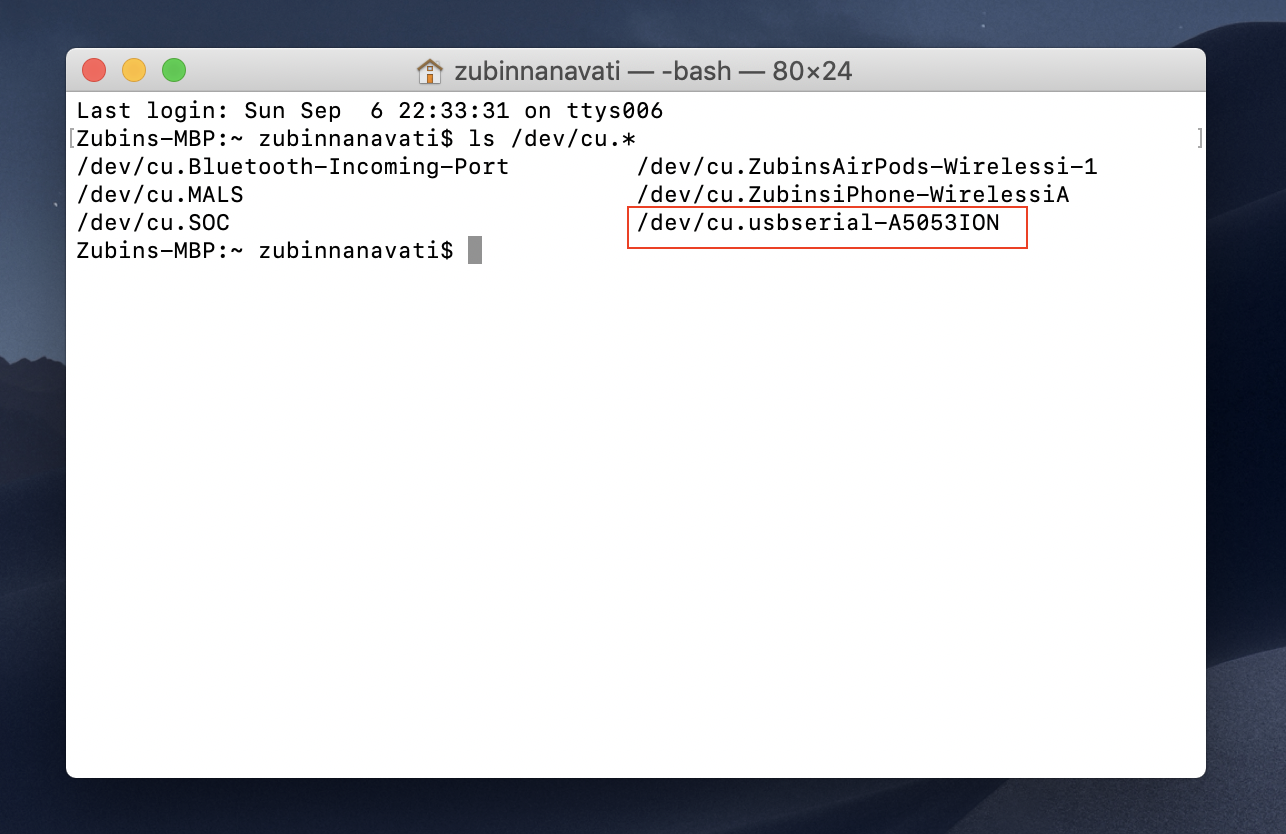 zubinnanavati — -bash — 80×24
Last login: Sun Sep  6 22:33:31 on ttys006
[Zubins-MBP:~ zubinnanavati$ ls /dev/cu.* ]
/dev/cu.Bluetooth-Incoming-Port         /dev/cu.ZubinsAirPods-Wirelessi-1
/dev/cu.MALS                            /dev/cu.ZubinsiPhone-WirelessiA
/dev/cu.SOC                             /dev/cu.usbserial-A5053ION
Zubins-MBP:~ zubinnanavati$